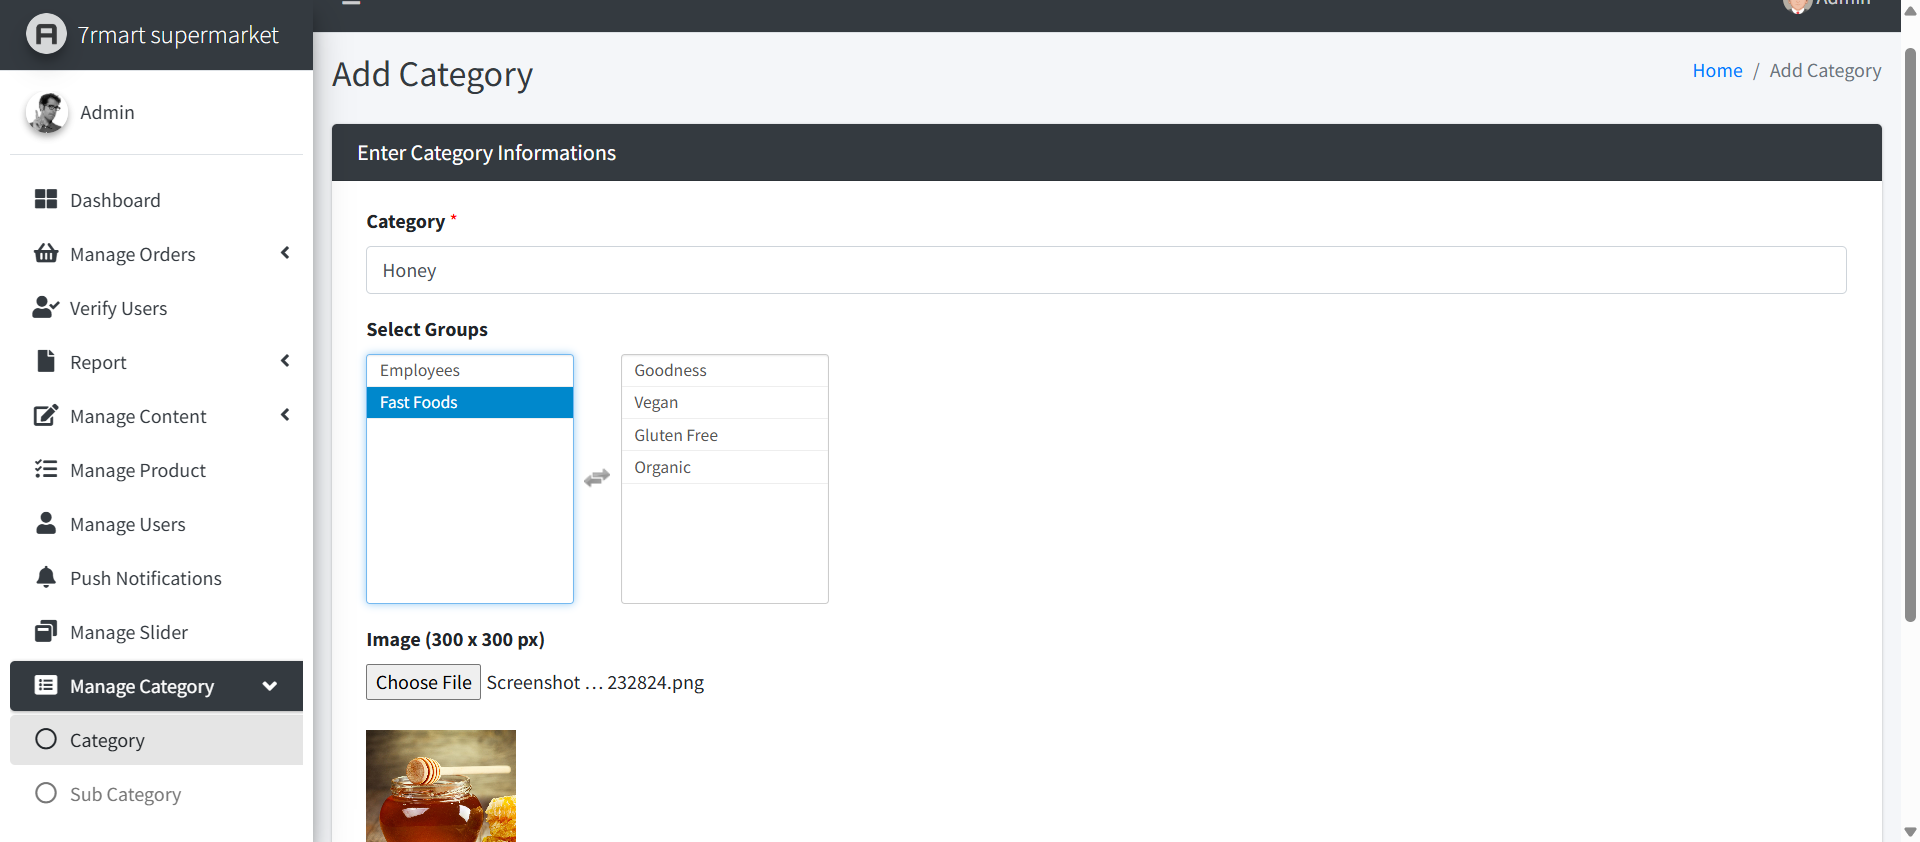 7rmart supermarket
Admin
Admin
Dashboard
Manage Orders
Verify Users
Report
Manage Content
Manage Product
Manage Users
Push Notifications
Manage Slider
Manage Category
Category
Sub Category
Add Category
Home / Add Category
Enter Category Informations
Category *
Honey
Select Groups
Employees
Fast Foods
Goodness
Vegan
Gluten Free
Organic
Image (300 x 300 px)
Choose File Screenshot ... 232824.png